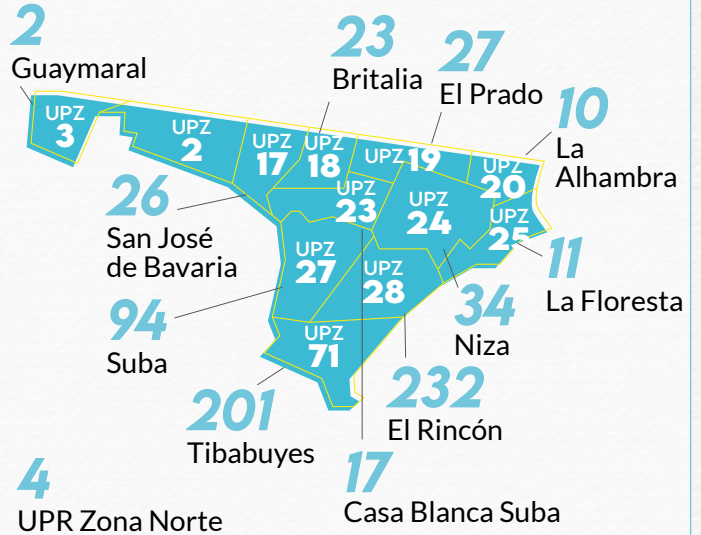 2
Guaymaral
23
Britalia
27
El Prado
10
La
Alhambra
UPZ
3
UPZ
2
UPZ
17
UPZ
18
UPZ 19
UPZ
20
UPZ
23
UPZ
24
UPZ
25
UPZ
27
UPZ
28
UPZ
71
26
San José
de Bavaria
11
La Floresta
94
Suba
34
Niza
201
Tibabuyes
232
El Rincón
4
UPR Zona Norte
17
Casa Blanca Suba